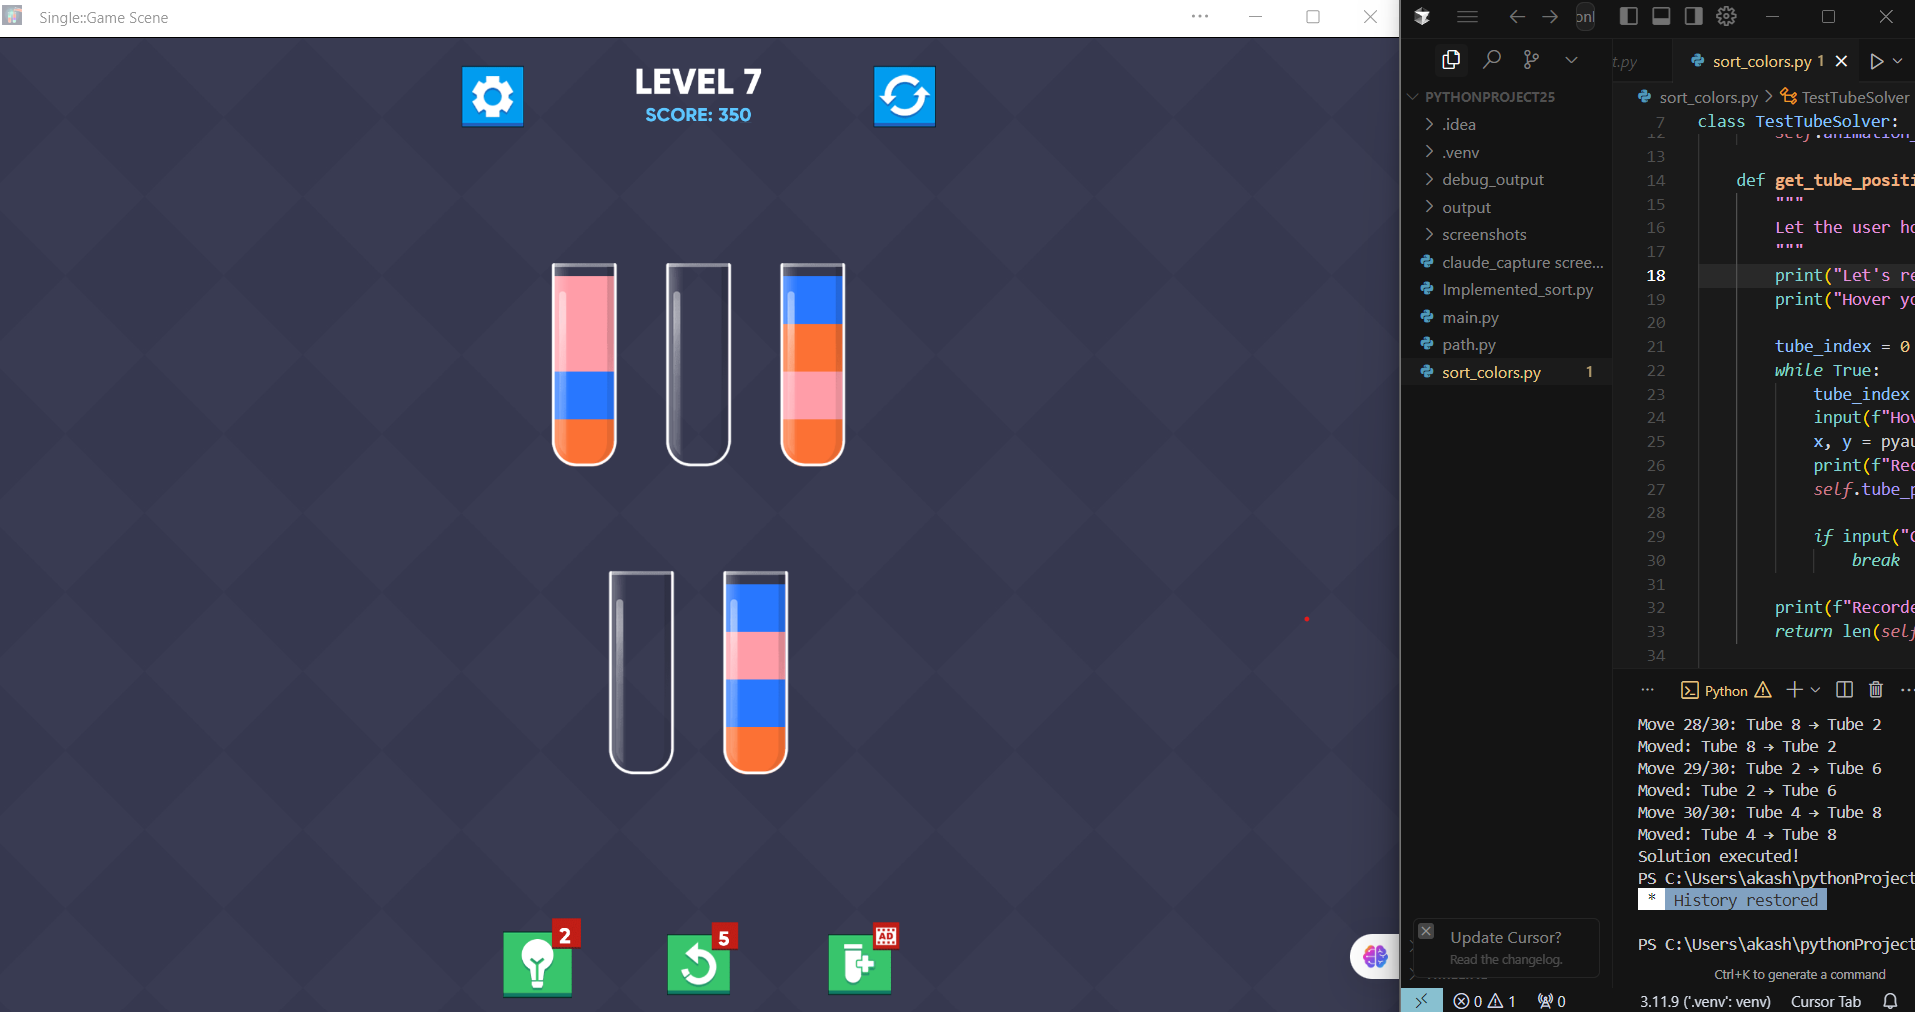 Single::Game Scene
LEVEL 7
SCORE: 350
2
5
AD
sort_colors.py 1
PYTHONPROJECT25
.idea
.venv
debug_output
output
screenshots
claude_capture scree...
Implemented_sort.py
main.py
path.py
sort_colors.py 1
Update Cursor?
Read the changelog.
sort_colors.py > TestTubeSolver
7 class TestTubeSolver:
13
14 def get_tube_positi
15 """
16 Let the user ho
17 """
18 print("Let's re
19 print("Hover yo
20
21 tube_index = 0
22 while True:
23 tube_index
24 input(f"Hov
25 x, y = pyau
26 print(f"Rec
27 self.tube_p
28
29 if input("
30 break
31
32 print(f"Recorde
33 return len(self
34
... Python
Move 28/30: Tube 8 → Tube 2
Moved: Tube 8 → Tube 2
Move 29/30: Tube 2 → Tube 6
Moved: Tube 2 → Tube 6
Move 30/30: Tube 4 → Tube 8
Moved: Tube 4 → Tube 8
Solution executed!
PS C:\Users\akash\pythonProject
* History restored
PS C:\Users\akash\pythonProject
Ctrl+K to generate a command
0 1 0 3.11.9 ('.venv': venv) Cursor Tab